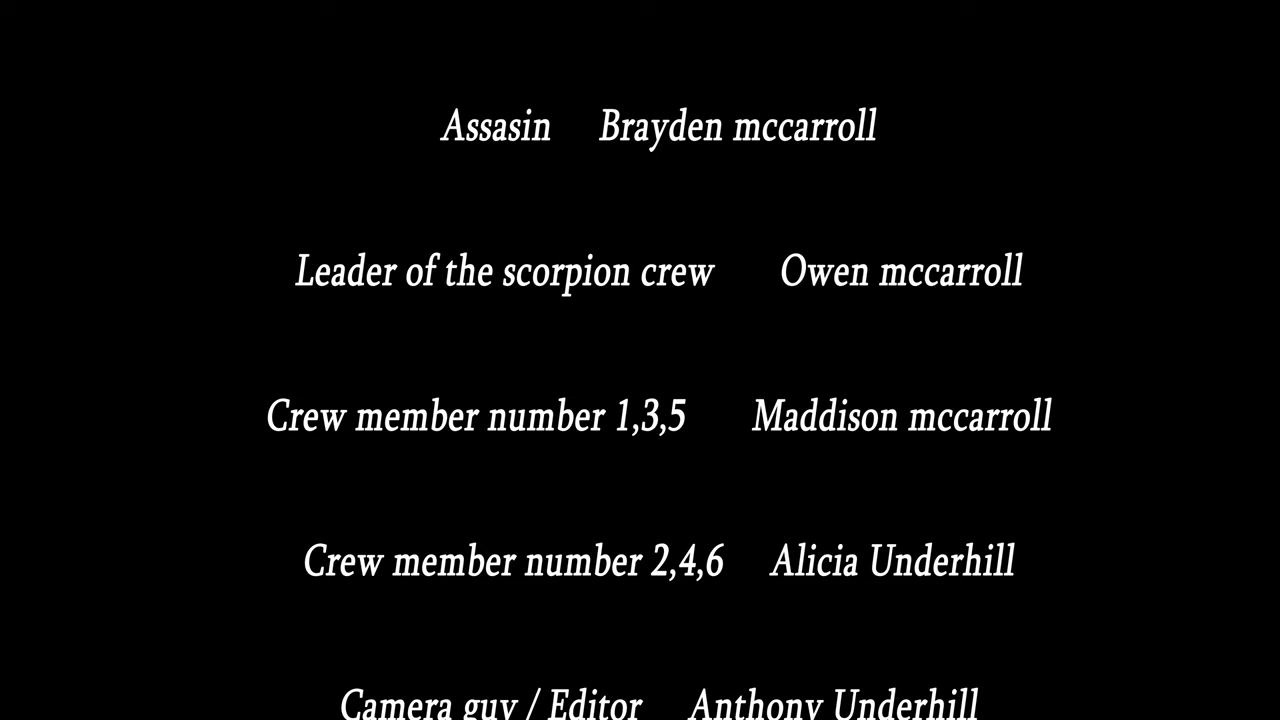 Assasin Brayden mccarroll
Leader of the scorpion crew Owen mccarroll
Crew member number 1,3,5 Maddison mccarroll
Crew member number 2,4,6 Alicia Underhill
Camera guy / Editor Anthony Underhill